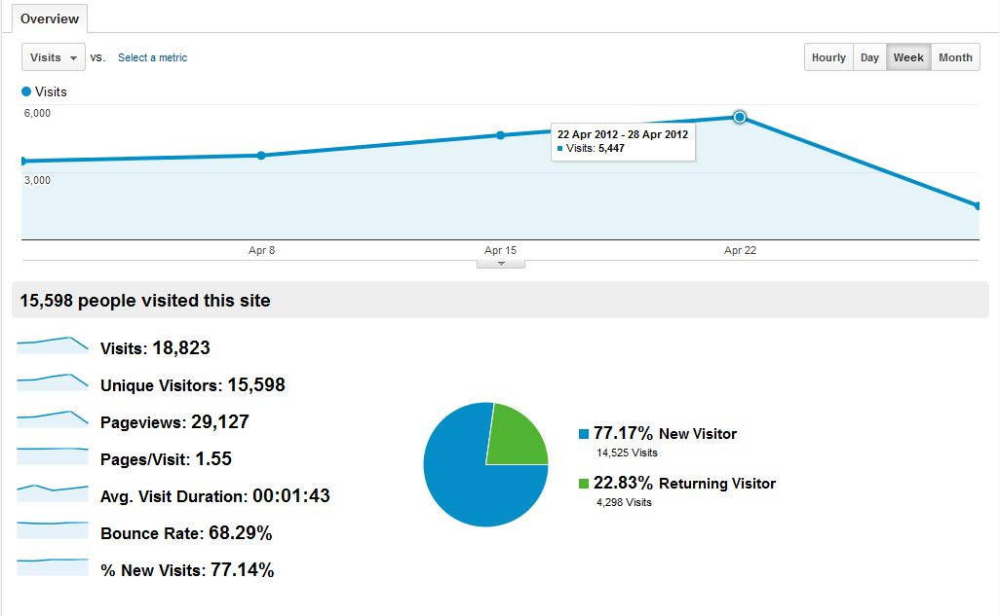 Overview
Visits vs. Select a metric Hourly Day Week Month
Visits
6,000
22 Apr 2012 - 28 Apr 2012
Visits: 5,447
3,000
Apr 8 Apr 15 Apr 22
15,598 people visited this site
Visits: 18,823
Unique Visitors: 15,598
Pageviews: 29,127
Pages/Visit: 1.55
Avg. Visit Duration: 00:01:43
Bounce Rate: 68.29%
% New Visits: 77.14%
77.17% New Visitor
14,525 Visits
22.83% Returning Visitor
4,298 Visits